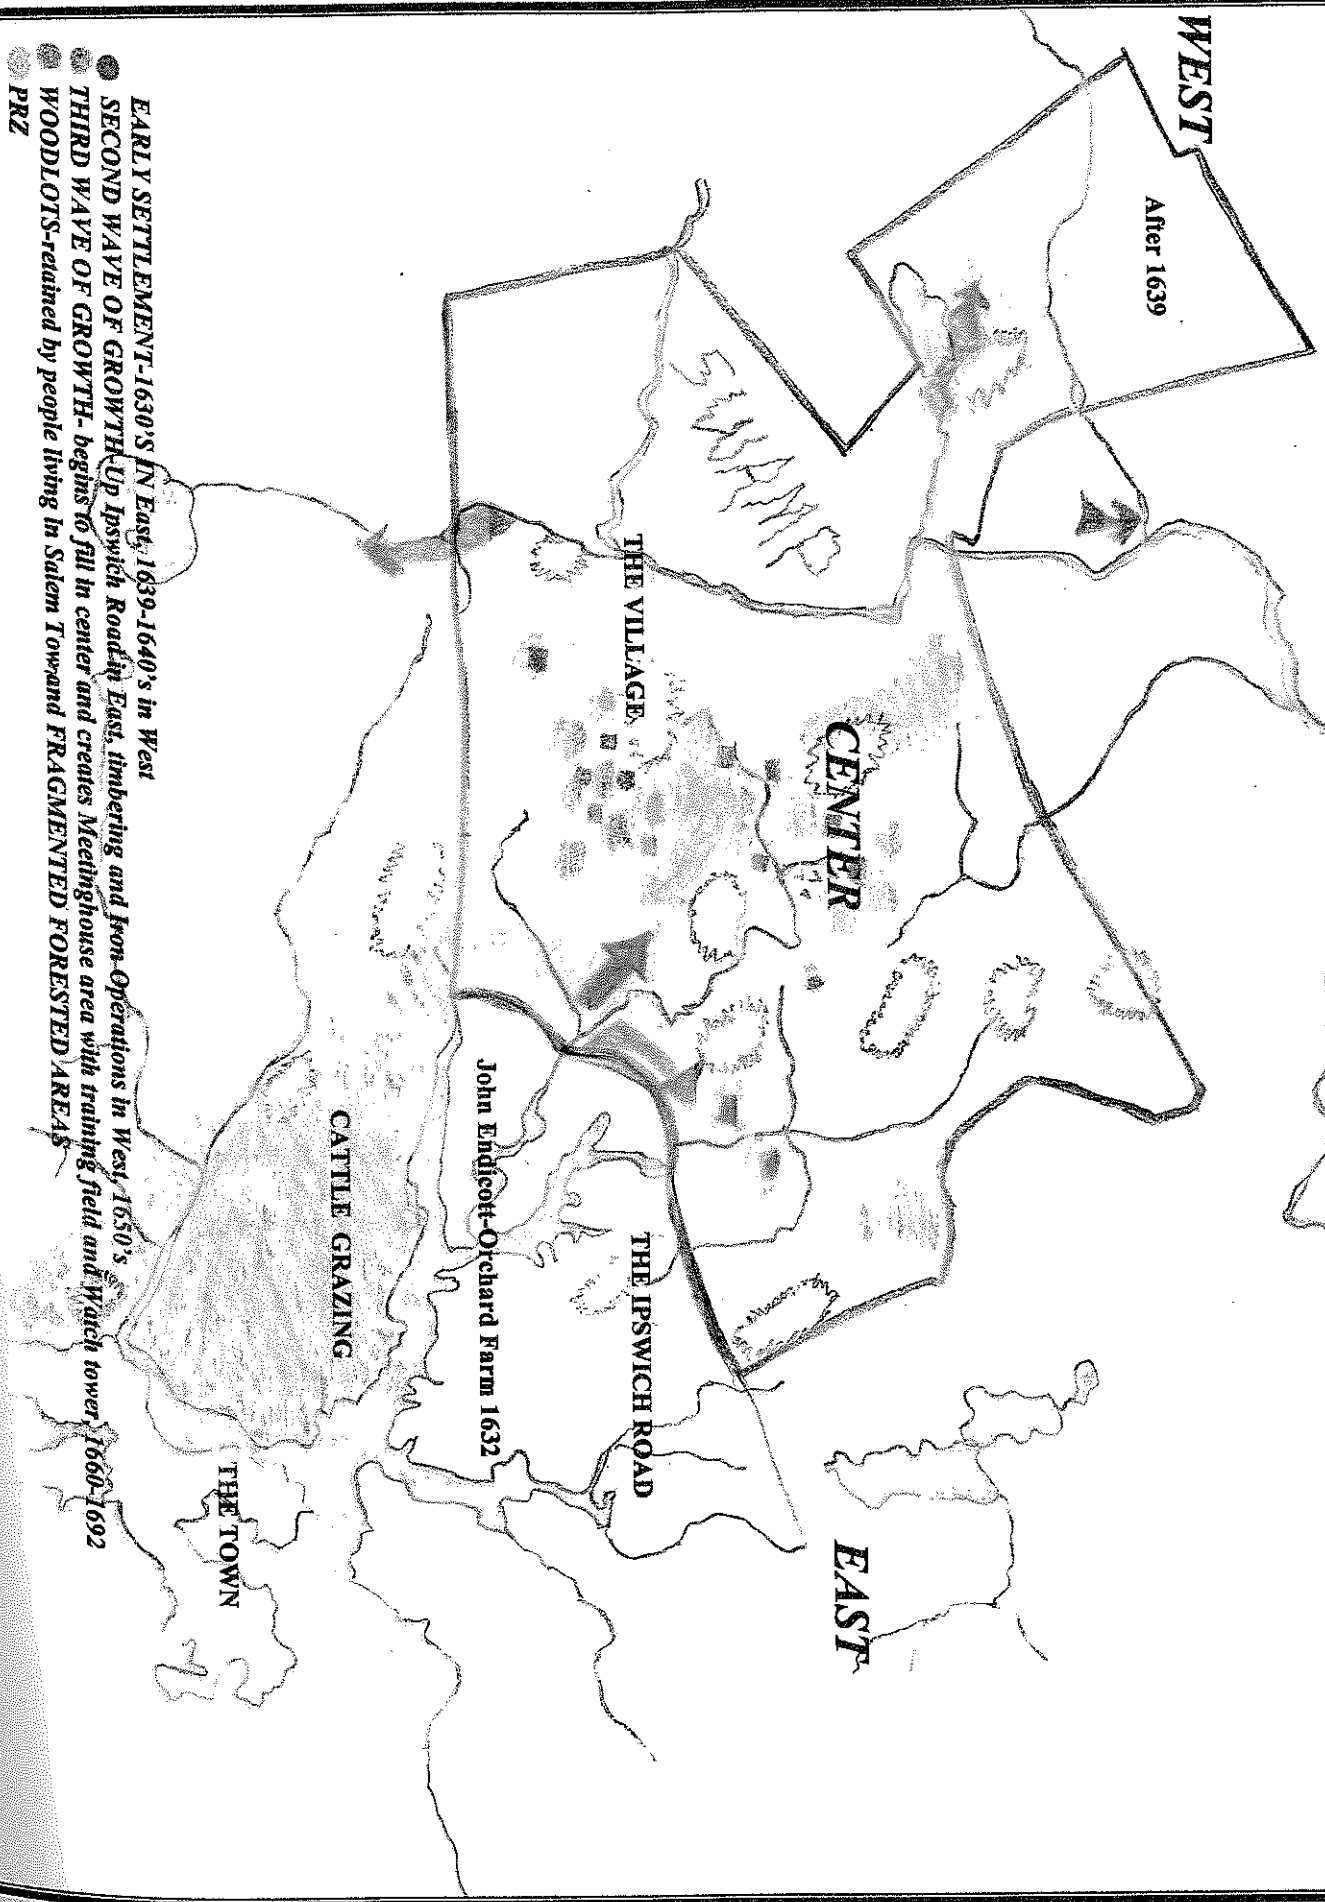 WEST
After 1639
SWAMP
THE VILLAGE
CENTER
THE IPSWICH ROAD
John Endicott-Orchard Farm 1632
CATTLE GRAZING
EAST
THE TOWN
EARLY SETTLEMENT-1630'S IN East, 1639-1640's in West
SECOND WAVE OF GROWTH-Up Ipswich Road in East, timbering and Iron Operations in West, 1650's
THIRD WAVE OF GROWTH- begins to fill in center and creates Meetinghouse area with training field and Watch tower, 1660-1692
WOODLOTS-retained by people living in Salem Town and FRAGMENTED FORESTED AREAS
PRZ